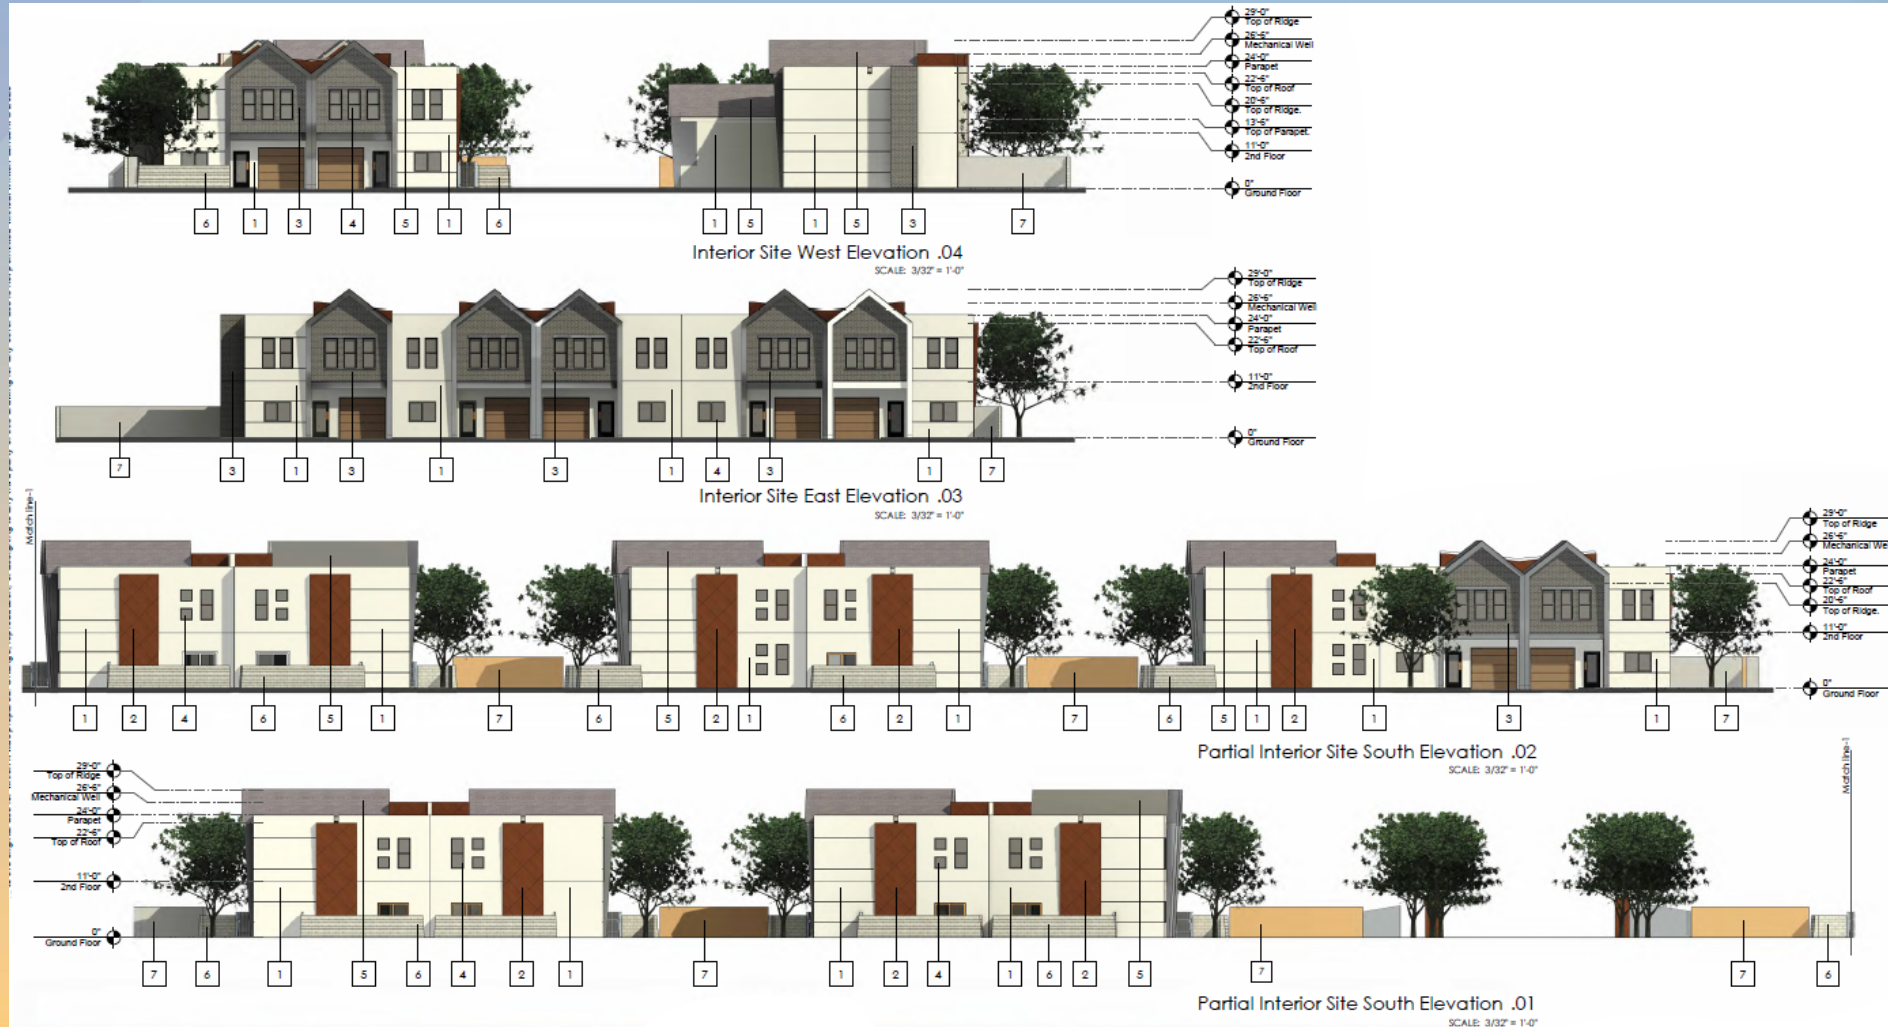 29'-0"
Top of Ridge
26'-6"
Mechanical Well
24'-0"
Parapet
22'-6"
Top of Roof
20'-6"
Top of Ridge.
13'-6"
Top of Parapet.
11'-0"
2nd Floor
0"
Ground Floor
6 1 3 4 5 1 6 1 5 1 5 3 7
Interior Site West Elevation .04
SCALE: 3/32" = 1'-0"
29'-0"
Top of Ridge
26'-6"
Mechanical Well
24'-0"
Parapet
22'-6"
Top of Roof
11'-0"
2nd Floor
0"
Ground Floor
7 3 1 3 1 3 1 4 3 1 7
Interior Site East Elevation .03
SCALE: 3/32" = 1'-0"
Match line-1
29'-0"
Top of Ridge
26'-6"
Mechanical We
24'-0"
Parapet
22'-6"
Top of Roof
20'-6"
Top of Ridge.
11'-0"
2nd Floor
0"
Ground Floor
1 2 4 6 5 1 7 6 5 2 1 6 2 1 7 6 5 1 2 1 3 1 7
Partial Interior Site South Elevation .02
SCALE: 3/32" = 1'-0"
Match line-1
29'-0"
Top of Ridge
26'-6"
Mechanical Well
24'-0"
Parapet
22'-6"
Top of Roof
11'-0"
2nd Floor
0"
Ground Floor
7 6 1 5 6 4 2 1 7 1 2 4 1 6 2 5 7 7 6
Partial Interior Site South Elevation .01
SCALE: 3/32" = 1'-0"